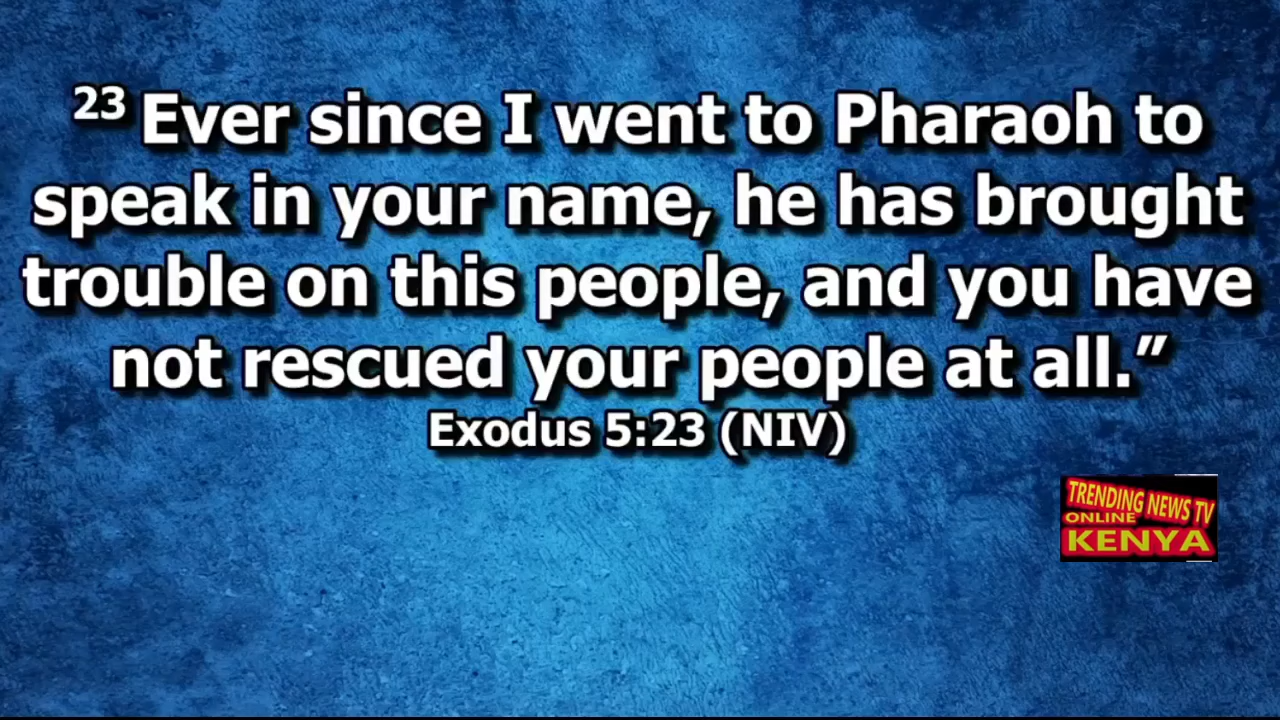 23 Ever since I went to Pharaoh to
speak in your name, he has brought
trouble on this people, and you have
not rescued your people at all.”
Exodus 5:23 (NIV)
TRENDING NEWS TV
ONLINE
KENYA